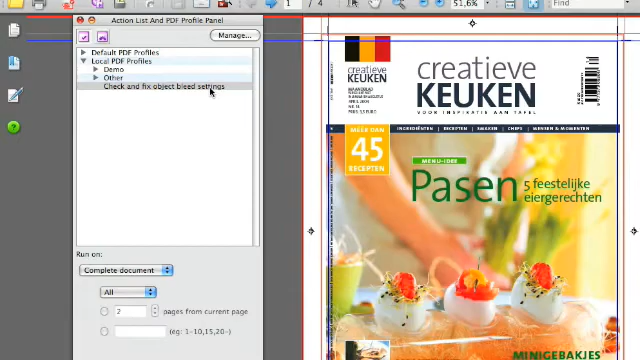 1 / 4
51,6%
Find
Action List And PDF Profile Panel
Manage...
Default PDF Profiles
Local PDF Profiles
Demo
Other
Check and fix object bleed settings
Run on:
Complete document
All
2 pages from current page
(eg: 1-10,15,20-)
creatieve
KEUKEN
creatieve
KEUKEN
VOOR INSPIRATIE AAN TAFEL
INGREDIËNTEN | RECEPTEN | SMAKEN | CHEFS | MENSEN & MOMENTEN
MEER DAN
45
RECEPTEN
MENU-IDEE
Pasen 5 feestelijke
eiergerechten
MINIGEBAKJES